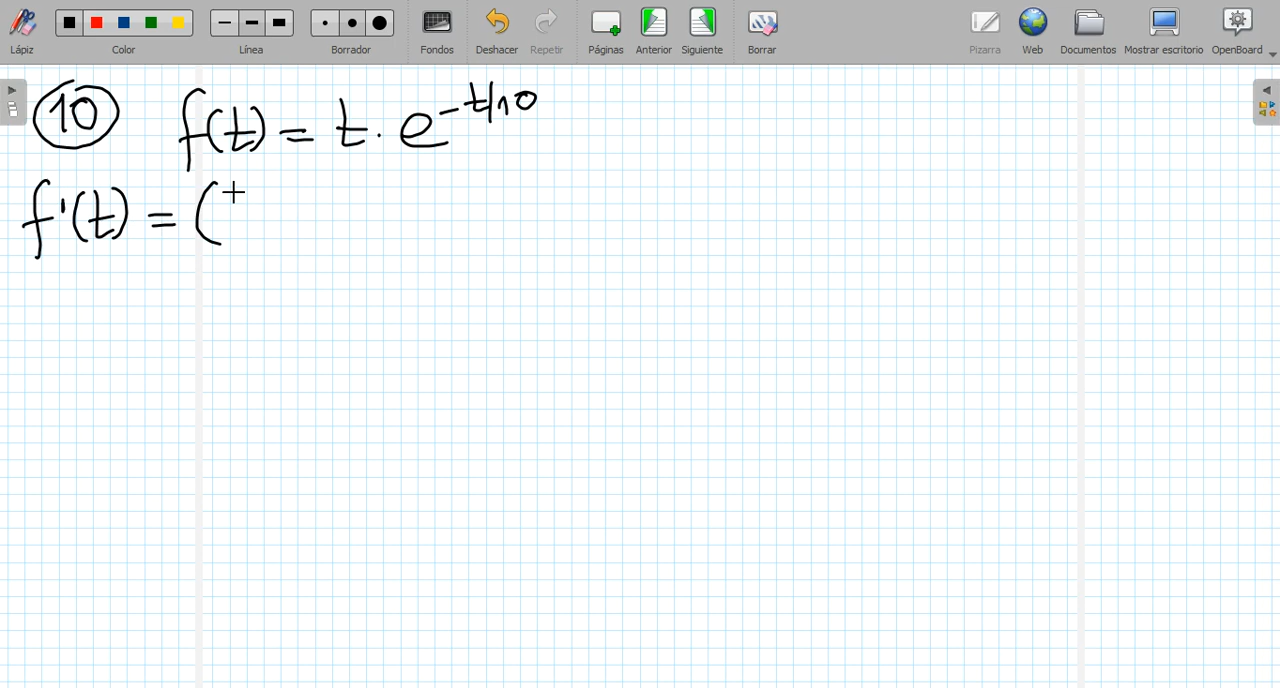 Lápiz Color Línea Borrador Fondos Deshacer Repetir Páginas Anterior Siguiente Borrar Pizarra Web Documentos Mostrar escritorio OpenBoard
10 f(t) = t · e^{-t/10}
f'(t) = (